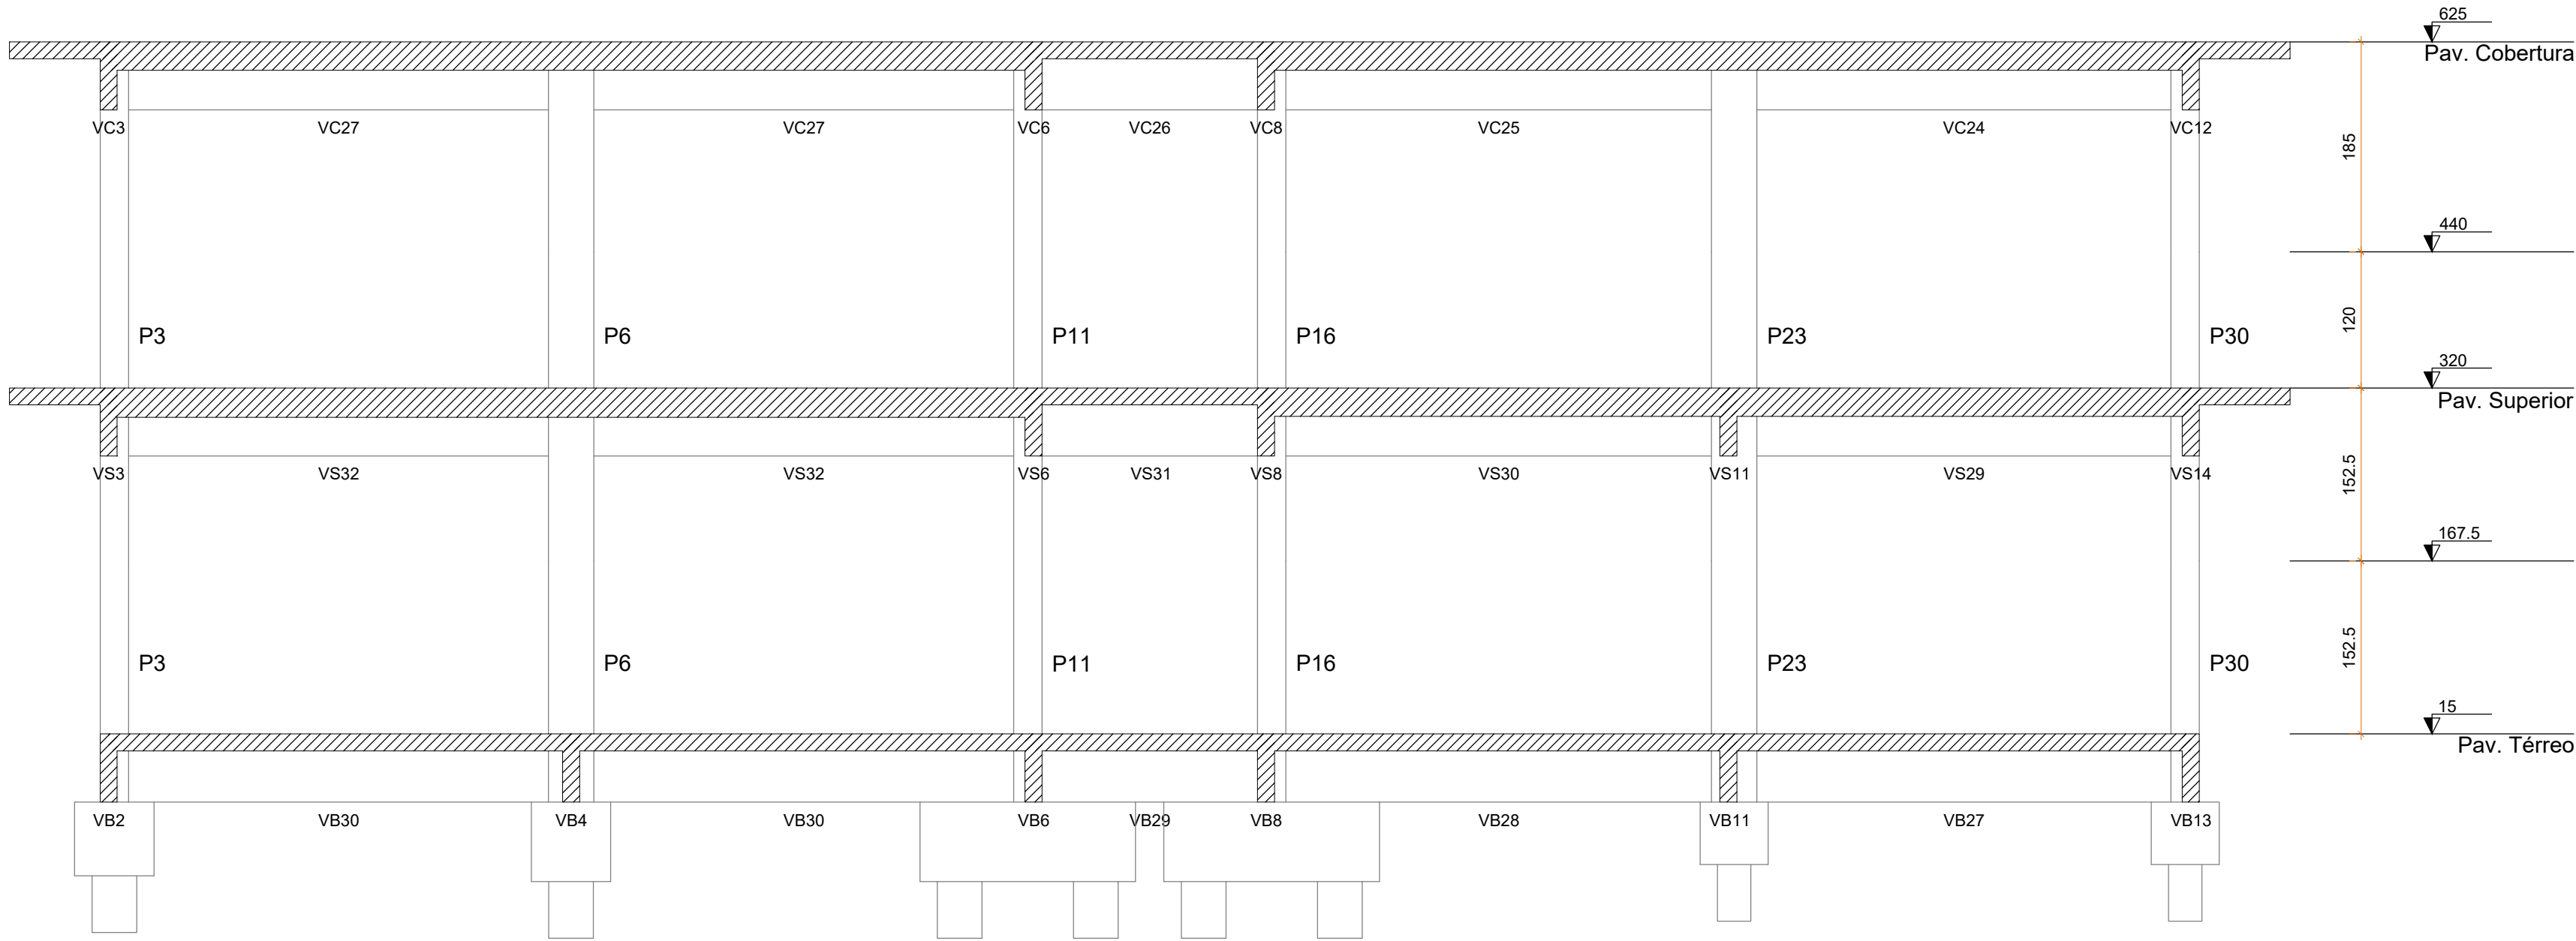 625
Pav. Cobertura
VC3 VC27 VC27 VC6 VC26 VC8 VC25 VC24 VC12
185
440
P3 P6 P11 P16 P23 P30
120
320
Pav. Superior
VS3 VS32 VS32 VS6 VS31 VS8 VS30 VS11 VS29 VS14
152.5
167.5
P3 P6 P11 P16 P23 P30
152.5
15
Pav. Térreo
VB2 VB30 VB4 VB30 VB6 VB29 VB8 VB28 VB11 VB27 VB13